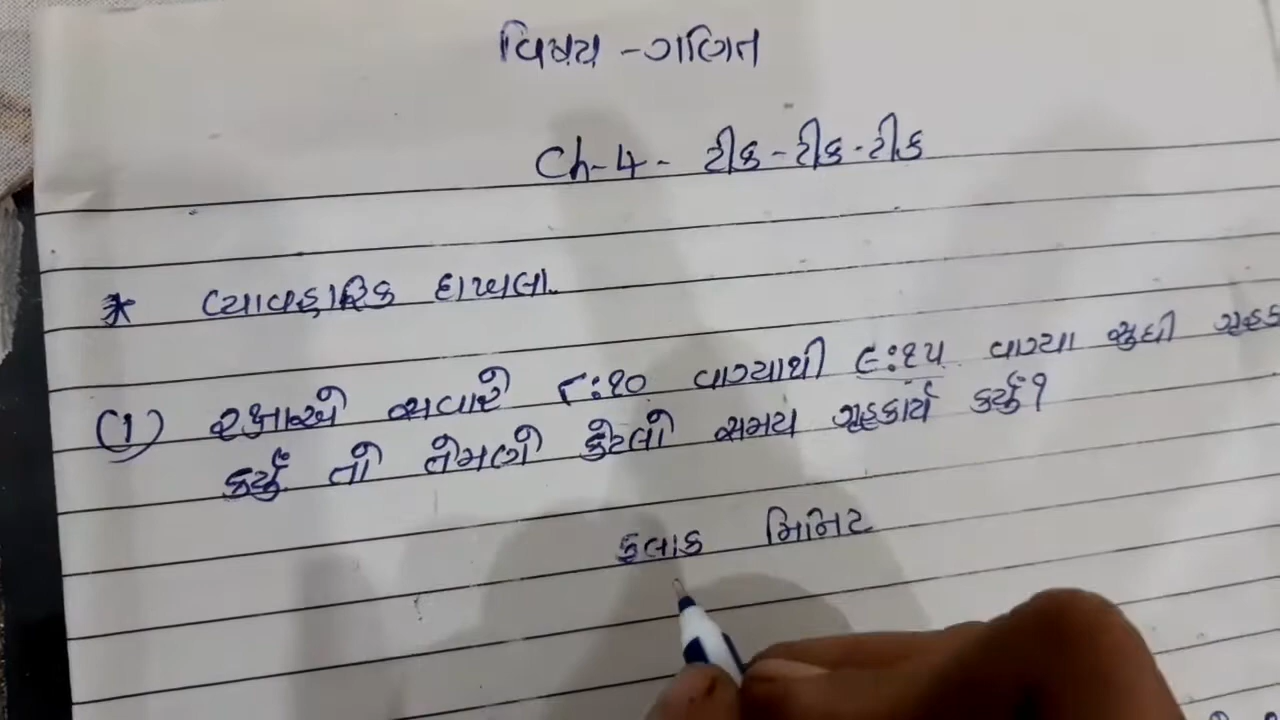 વિષય - ગણિત
Ch-4 - ટીક-ટીક-ટીક
* વ્યાવહારિક દાખલા.
(1) રક્ષાએ સવારે ૮:૧૦ વાગ્યાથી ૯:૧૫ વાગ્યા સુધી
કર્યું તો તેમણે કેટલો સમય ગૃહકાર્ય કર્યું?
કલાક મિનિટ